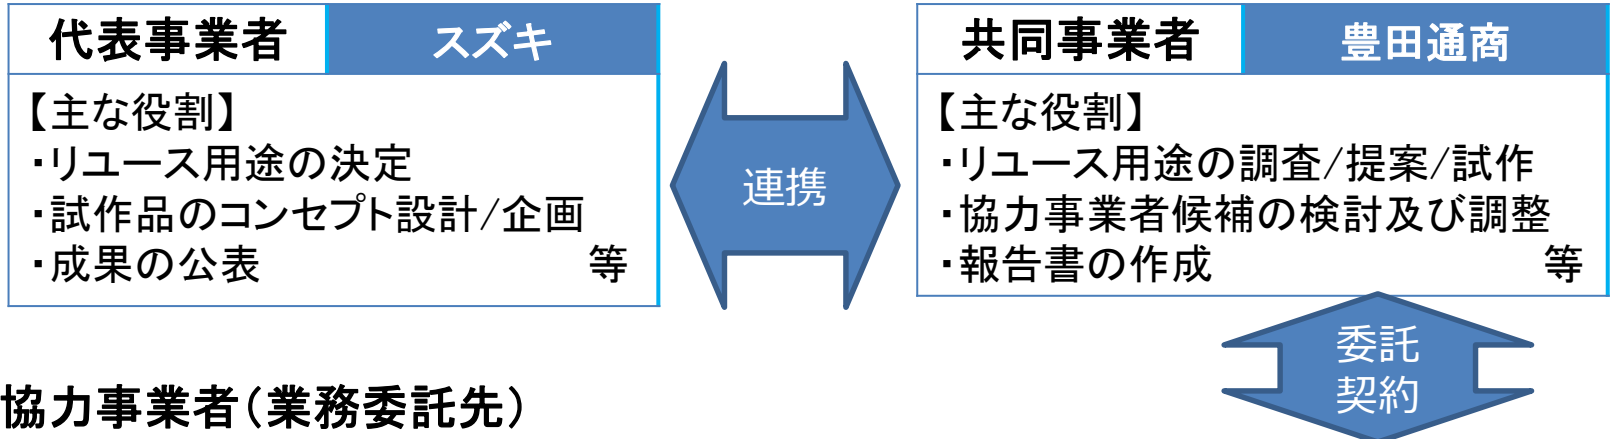 代表事業者 スズキ
【主な役割】
・リユース用途の決定
・試作品のコンセプト設計/企画
・成果の公表 等
連携
共同事業者 豊田通商
【主な役割】
・リユース用途の調査/提案/試作
・協力事業者候補の検討及び調整
・報告書の作成 等
委託
契約
協力事業者(業務委託先)